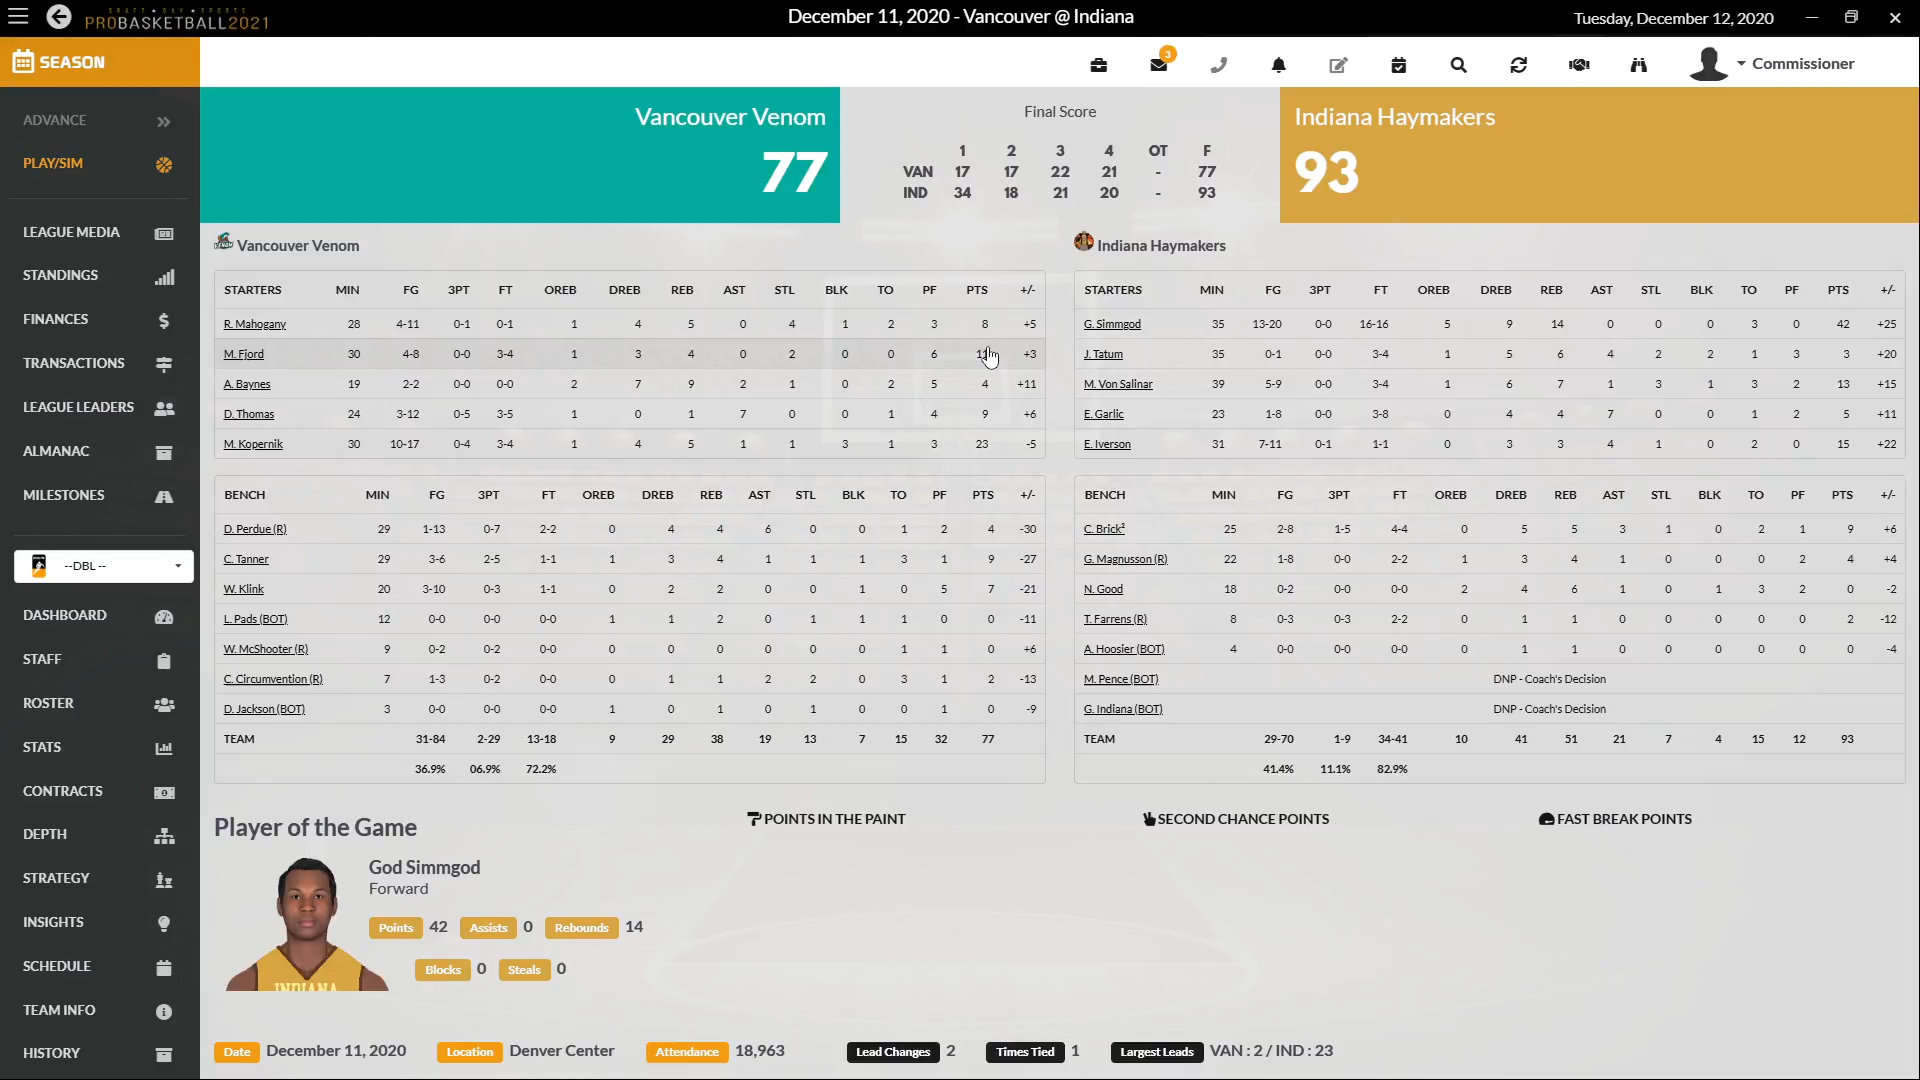 DRAFT DAY SPORTS
PROBASKETBALL2021
December 11, 2020 - Vancouver @ Indiana
Tuesday, December 12, 2020
SEASON
3
Commissioner
ADVANCE
PLAY/SIM
LEAGUE MEDIA
STANDINGS
FINANCES
TRANSACTIONS
LEAGUE LEADERS
ALMANAC
MILESTONES
--DBL --
DASHBOARD
STAFF
ROSTER
STATS
CONTRACTS
DEPTH
STRATEGY
INSIGHTS
SCHEDULE
TEAM INFO
HISTORY
Vancouver Venom
77
Final Score
1 2 3 4 OT F
VAN 17 17 22 21 - 77
IND 34 18 21 20 - 93
Indiana Haymakers
93
Vancouver Venom
STARTERS MIN FG 3PT FT OREB DREB REB AST STL BLK TO PF PTS +/-
R. Mahogany 28 4-11 0-1 0-1 1 4 5 0 4 1 2 3 8 +5
M. Fjord 30 4-8 0-0 3-4 1 3 4 0 2 0 0 6 11 +3
A. Baynes 19 2-2 0-0 0-0 2 7 9 2 1 0 2 5 4 +11
D. Thomas 24 3-12 0-5 3-5 1 0 1 7 0 0 1 4 9 +6
M. Kopernik 30 10-17 0-4 3-4 1 4 5 1 1 3 1 3 23 -5
BENCH MIN FG 3PT FT OREB DREB REB AST STL BLK TO PF PTS +/-
D. Perdue (R) 29 1-13 0-7 2-2 0 4 4 6 0 0 1 2 4 -30
C. Tanner 29 3-6 2-5 1-1 1 3 4 1 1 1 3 1 9 -27
W. Klink 20 3-10 0-3 1-1 0 2 2 0 0 1 0 5 7 -21
L. Pads (BOT) 12 0-0 0-0 0-0 1 1 2 0 1 1 1 0 0 -11
W. McShooter (R) 9 0-2 0-2 0-0 0 0 0 0 0 0 1 1 0 +6
C. Circumvention (R) 7 1-3 0-2 0-0 0 1 1 2 2 0 3 1 2 -13
D. Jackson (BOT) 3 0-0 0-0 0-0 1 0 1 0 1 0 0 1 0 -9
TEAM 31-84 2-29 13-18 9 29 38 19 13 7 15 32 77
36.9% 06.9% 72.2%
Indiana Haymakers
STARTERS MIN FG 3PT FT OREB DREB REB AST STL BLK TO PF PTS +/-
G. Simmgod 35 13-20 0-0 16-16 5 9 14 0 0 0 3 0 42 +25
J. Tatum 35 0-1 0-0 3-4 1 5 6 4 2 2 1 3 3 +20
M. Von Salinar 39 5-9 0-0 3-4 1 6 7 1 3 1 3 2 13 +15
E. Garlic 23 1-8 0-0 3-8 0 4 4 7 0 0 1 2 5 +11
E. Iverson 31 7-11 0-1 1-1 0 3 3 4 1 0 2 0 15 +22
BENCH MIN FG 3PT FT OREB DREB REB AST STL BLK TO PF PTS +/-
C. Brick² 25 2-8 1-5 4-4 0 5 5 3 1 0 2 1 9 +6
G. Magnusson (R) 22 1-8 0-0 2-2 1 3 4 1 0 0 0 2 4 +4
N. Good 18 0-2 0-0 0-0 2 4 6 1 0 1 3 2 0 -2
T. Farrens (R) 8 0-3 0-3 2-2 0 1 1 0 0 0 0 0 2 -12
A. Hoosier (BOT) 4 0-0 0-0 0-0 0 1 1 0 0 0 0 0 0 -4
M. Pence (BOT) DNP - Coach's Decision
G. Indiana (BOT) DNP - Coach's Decision
TEAM 29-70 1-9 34-41 10 41 51 21 7 4 15 12 93
41.4% 11.1% 82.9%
Player of the Game
God Simmgod
Forward
Points 42 Assists 0 Rebounds 14
Blocks 0 Steals 0
INDIANA
POINTS IN THE PAINT
SECOND CHANCE POINTS
FAST BREAK POINTS
Date December 11, 2020 Location Denver Center Attendance 18,963 Lead Changes 2 Times Tied 1 Largest Leads VAN : 2 / IND : 23